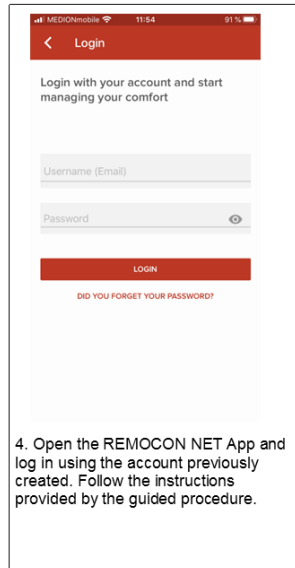 MEDIONmobile 11:54 91 %
Login
Login with your account and start
managing your comfort
Username (Email)
Password
LOGIN
DID YOU FORGET YOUR PASSWORD?
4. Open the REMOCON NET App and
log in using the account previously
created. Follow the instructions
provided by the guided procedure.